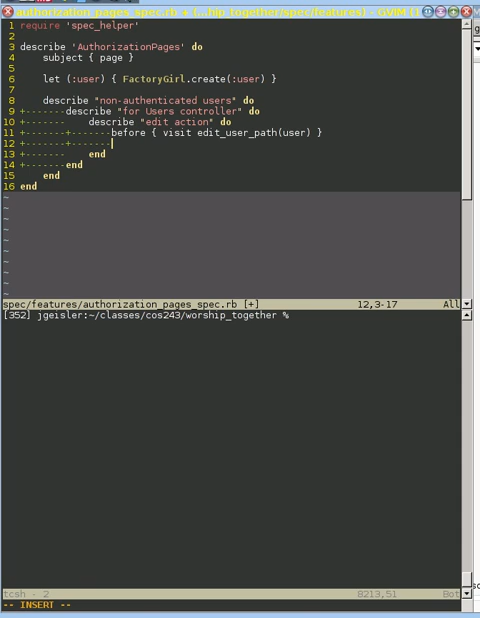 authorization_pages_spec.rb + (...hip_together/spec/features) - GVIM (1
1 require 'spec_helper'
2
3 describe 'AuthorizationPages' do
4     subject { page }
5
6     let (:user) { FactoryGirl.create(:user) }
7
8     describe "non-authenticated users" do
9 +-------describe "for Users controller" do
10 +-------    describe "edit action" do
11 +-------+-------before { visit edit_user_path(user) }
12 +-------+-------
13 +-------    end
14 +-------end
15     end
16 end
~
~
~
~
~
~
~
~
~
~
spec/features/authorization_pages_spec.rb [+] 12,3-17 All
[352] jgeisler:~/classes/cos243/worship_together %
tcsh - 2 8213,51 Bot
-- INSERT --